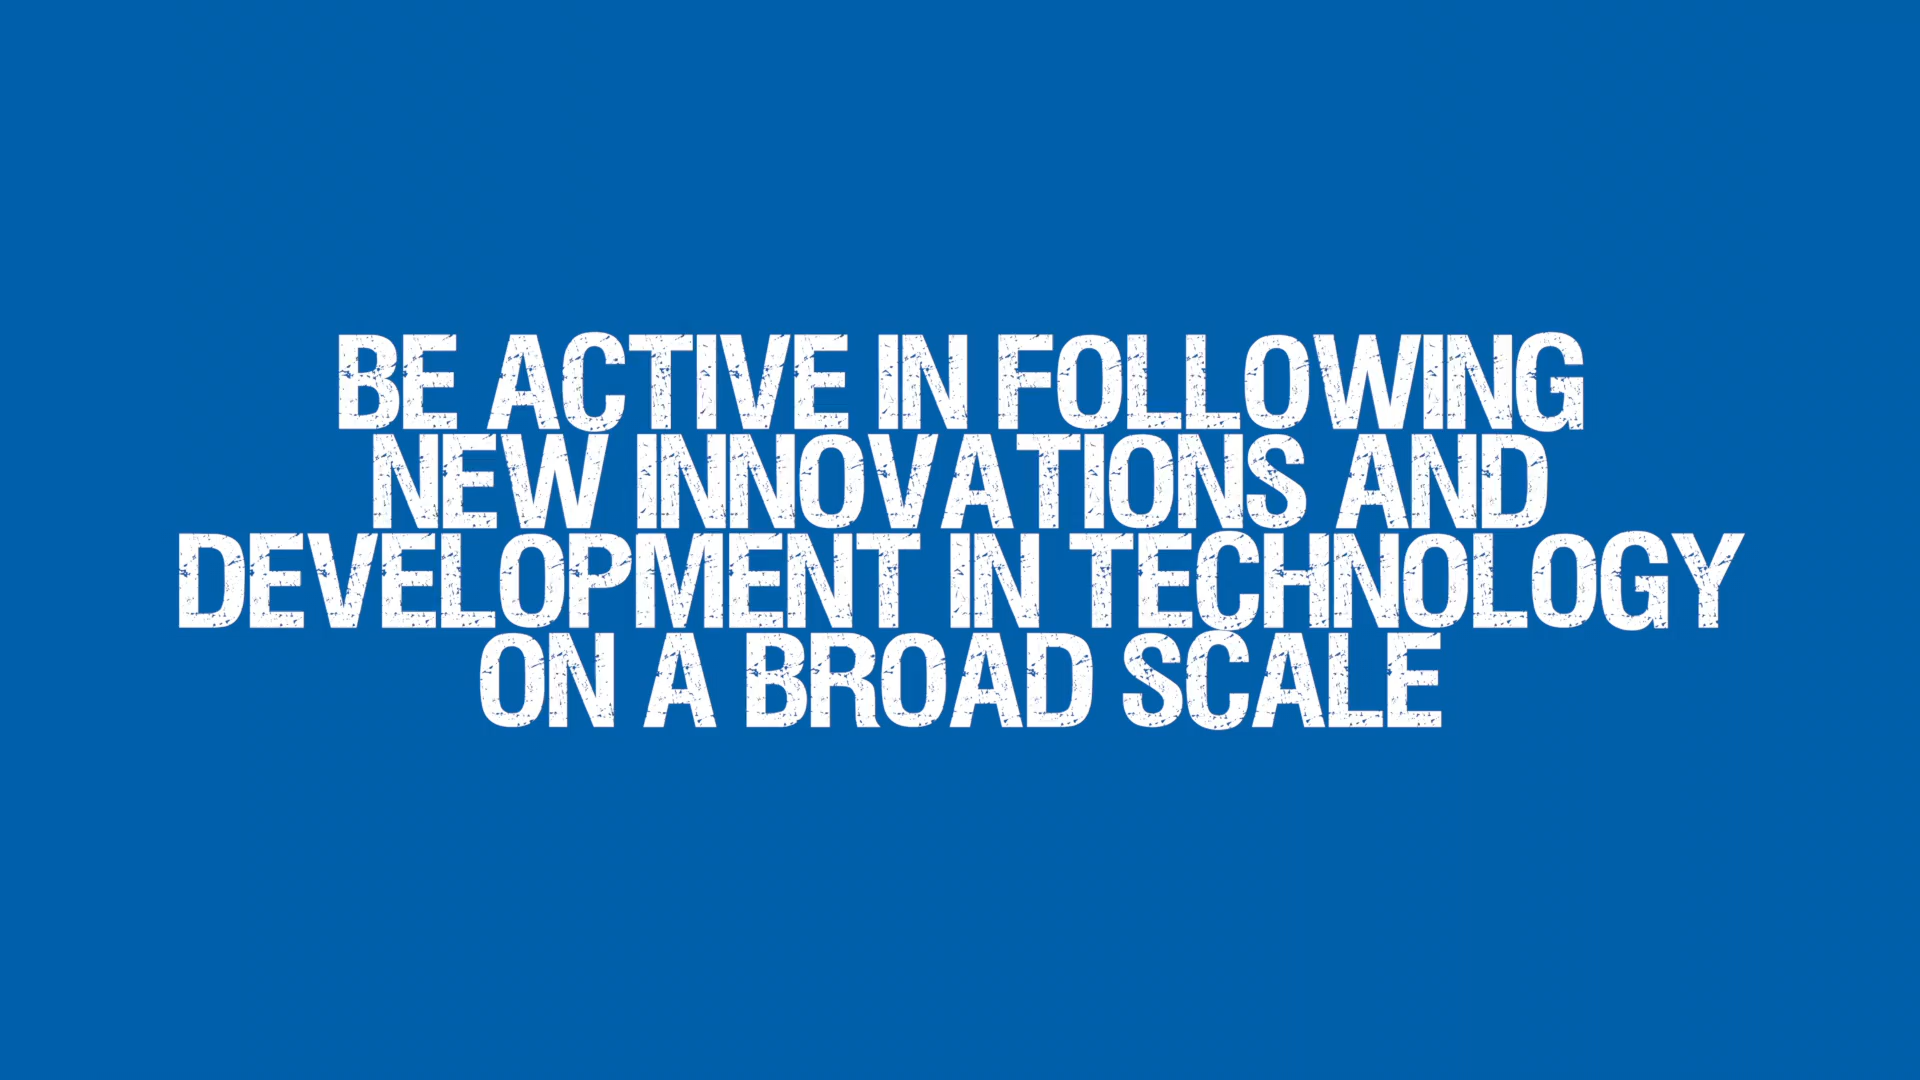 BE ACTIVE IN FOLLOWING
NEW INNOVATIONS AND
DEVELOPMENT IN TECHNOLOGY
ON A BROAD SCALE